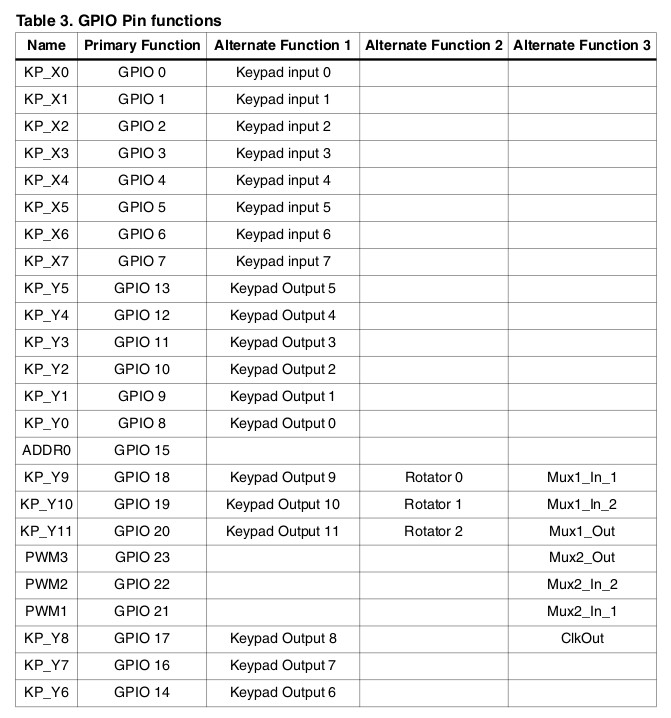 Table 3. GPIO Pin functions
Name Primary Function Alternate Function 1 Alternate Function 2 Alternate Function 3
KP_X0 GPIO 0 Keypad input 0
KP_X1 GPIO 1 Keypad input 1
KP_X2 GPIO 2 Keypad input 2
KP_X3 GPIO 3 Keypad input 3
KP_X4 GPIO 4 Keypad input 4
KP_X5 GPIO 5 Keypad input 5
KP_X6 GPIO 6 Keypad input 6
KP_X7 GPIO 7 Keypad input 7
KP_Y5 GPIO 13 Keypad Output 5
KP_Y4 GPIO 12 Keypad Output 4
KP_Y3 GPIO 11 Keypad Output 3
KP_Y2 GPIO 10 Keypad Output 2
KP_Y1 GPIO 9 Keypad Output 1
KP_Y0 GPIO 8 Keypad Output 0
ADDR0 GPIO 15
KP_Y9 GPIO 18 Keypad Output 9 Rotator 0 Mux1_In_1
KP_Y10 GPIO 19 Keypad Output 10 Rotator 1 Mux1_In_2
KP_Y11 GPIO 20 Keypad Output 11 Rotator 2 Mux1_Out
PWM3 GPIO 23 Mux2_Out
PWM2 GPIO 22 Mux2_In_2
PWM1 GPIO 21 Mux2_In_1
KP_Y8 GPIO 17 Keypad Output 8 ClkOut
KP_Y7 GPIO 16 Keypad Output 7
KP_Y6 GPIO 14 Keypad Output 6